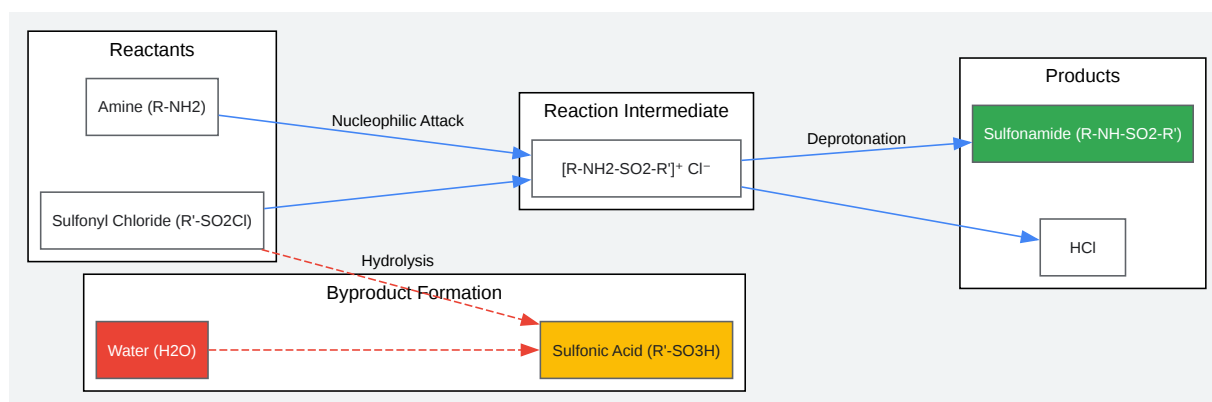 Reactants
Amine (R-NH2)
Sulfonyl Chloride (R'-SO2Cl)
Nucleophilic Attack
Reaction Intermediate
[R-NH2-SO2-R']⁺ Cl⁻
Deprotonation
Products
Sulfonamide (R-NH-SO2-R')
HCl
Hydrolysis
Byproduct Formation
Water (H2O)
Sulfonic Acid (R'-SO3H)